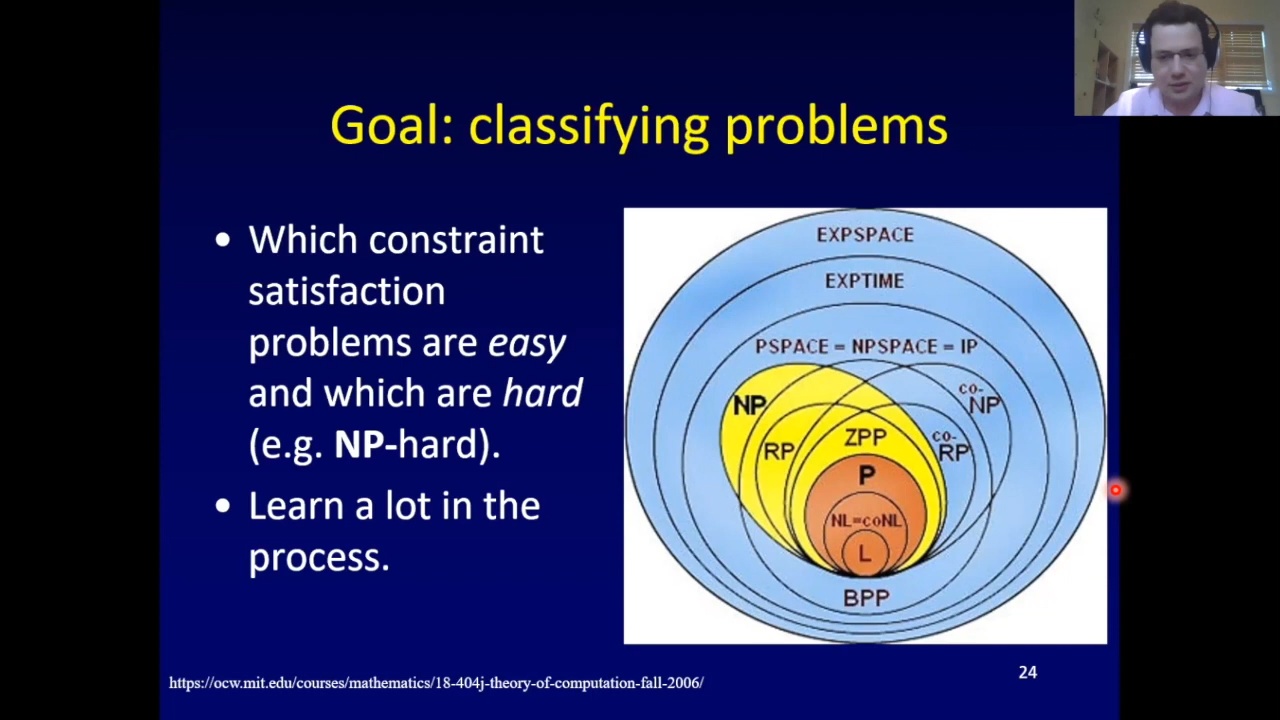 Goal: classifying problems
• Which constraint
satisfaction
problems are easy
and which are hard
(e.g. NP-hard).
• Learn a lot in the
process.
EXPSPACE
EXPTIME
PSPACE = NPSPACE = IP
NP
co-
NP
RP
ZPP
co-
RP
P
NL=coNL
L
BPP
https://ocw.mit.edu/courses/mathematics/18-404j-theory-of-computation-fall-2006/
24